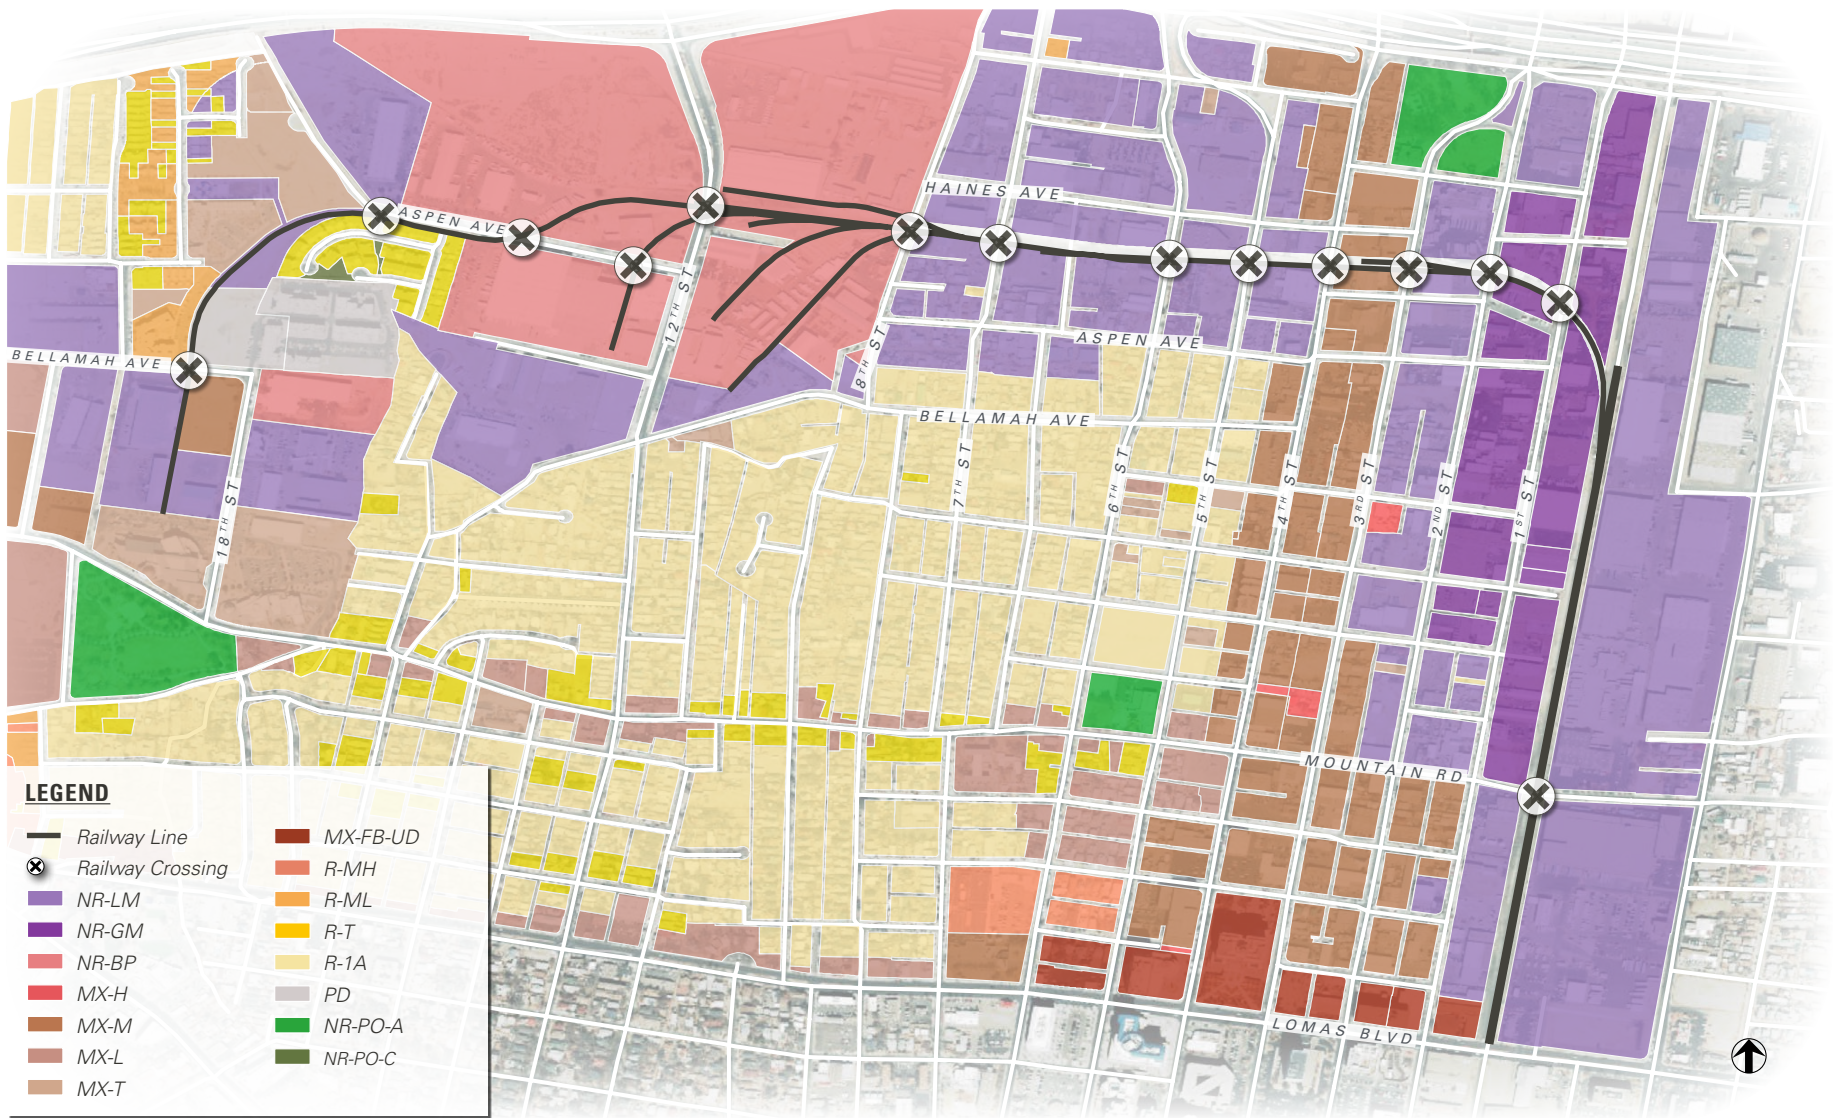 HAINES AVE
ASPEN AVE
12TH ST
8TH ST
ASPEN AVE
BELLAMAH AVE
BELLAMAH AVE
18TH ST
7TH ST
6TH ST
5TH ST
4TH ST
3RD ST
2ND ST
1ST ST
MOUNTAIN RD
LOMAS BLVD
LEGEND
Railway Line
Railway Crossing
NR-LM
NR-GM
NR-BP
MX-H
MX-M
MX-L
MX-T
MX-FB-UD
R-MH
R-ML
R-T
R-1A
PD
NR-PO-A
NR-PO-C